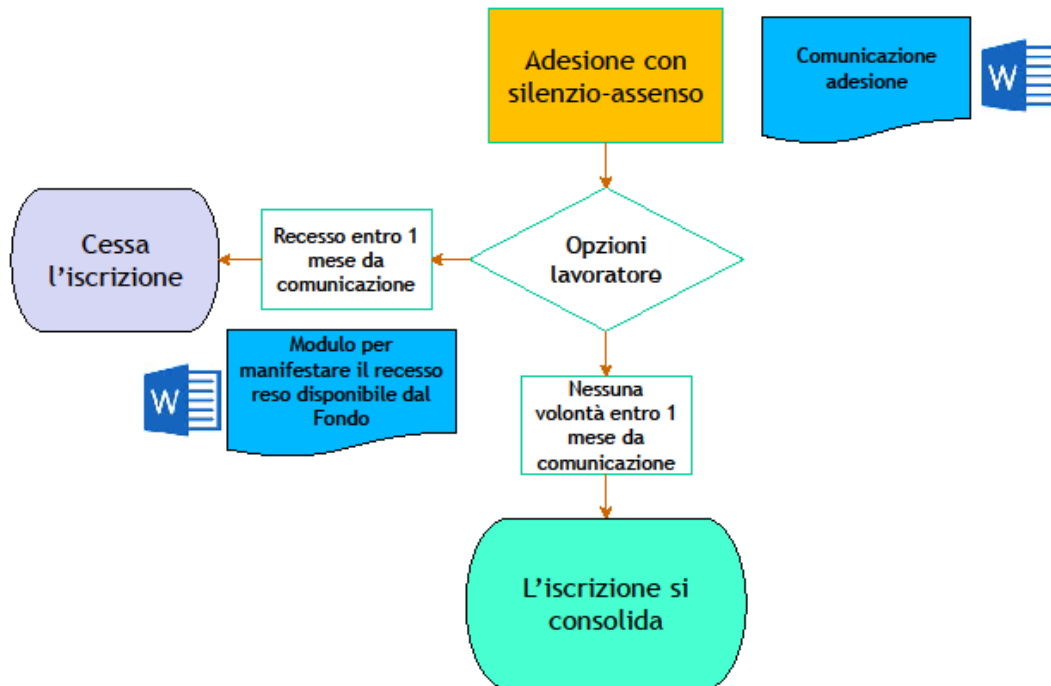 Adesione con
silenzio-assenso
Comunicazione
adesione
W
Cessa
l'iscrizione
Recesso entro 1
mese da
comunicazione
Opzioni
lavoratore
Modulo per
manifestare il recesso
reso disponibile dal
Fondo
W
Nessuna
volontà entro 1
mese da
comunicazione
L'iscrizione si
consolida